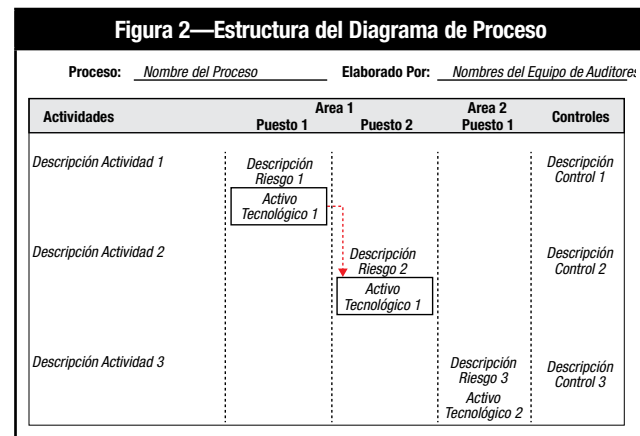 Figura 2—Estructura del Diagrama de Proceso
Proceso: Nombre del Proceso Elaborado Por: Nombres del Equipo de Auditores
Actividades Area 1 Area 2 Controles
Puesto 1 Puesto 2 Puesto 1
Descripción Actividad 1 Descripción Riesgo 1 Descripción Control 1
Activo
Tecnológico 1
Descripción Actividad 2 Descripción Riesgo 2 Descripción Control 2
Activo
Tecnológico 1
Descripción Actividad 3 Descripción Riesgo 3 Descripción Control 3
Activo
Tecnológico 2